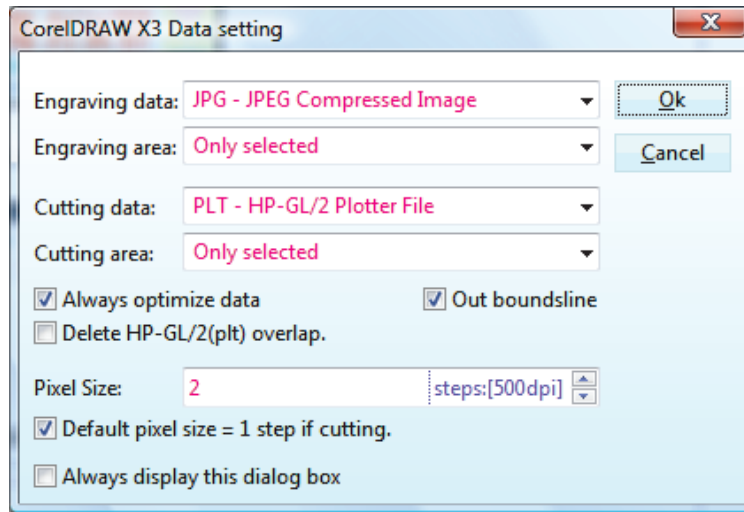 CorelDRAW X3 Data setting
Engraving data: JPG - JPEG Compressed Image
Ok
Engraving area: Only selected
Cancel
Cutting data: PLT - HP-GL/2 Plotter File
Cutting area: Only selected
Always optimize data Out boundsline
Delete HP-GL/2(plt) overlap.
Pixel Size: 2 steps:[500dpi]
Default pixel size = 1 step if cutting.
Always display this dialog box